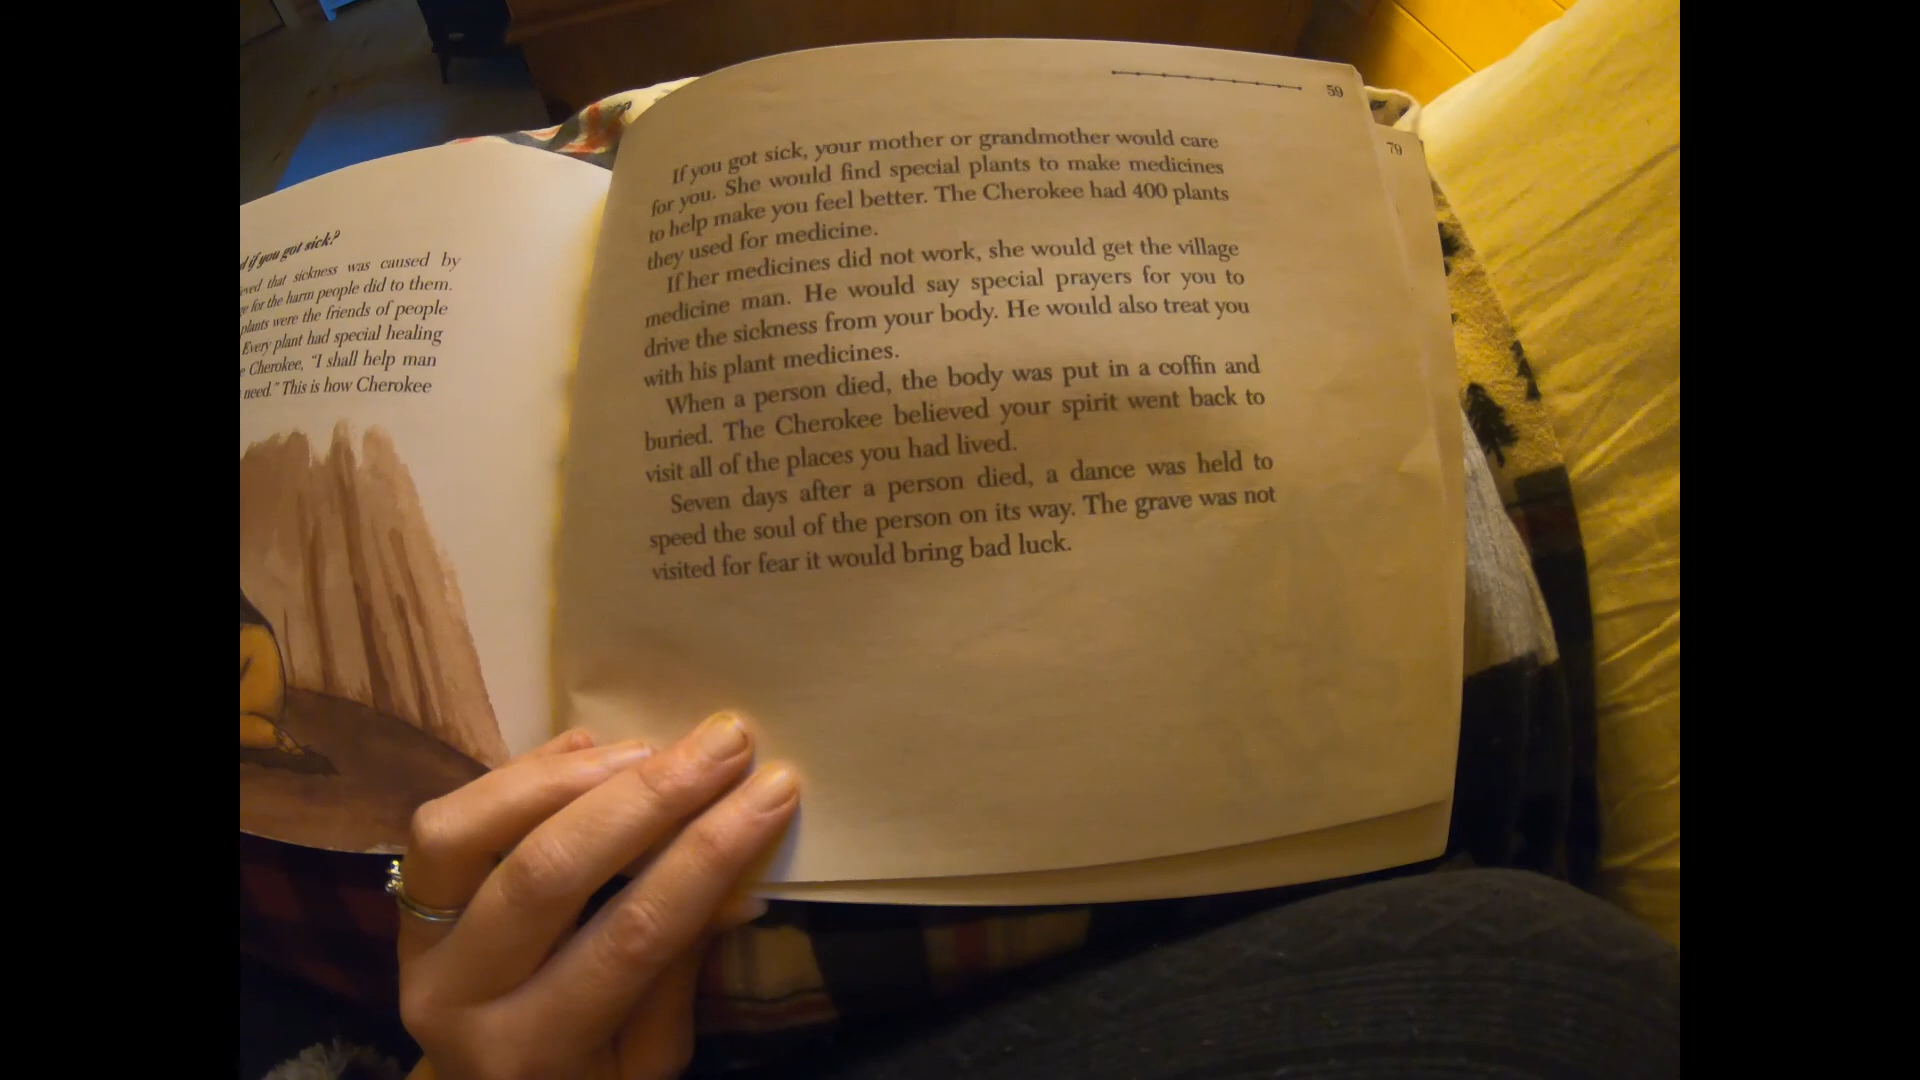 if you got sick?
that sickness was caused by
for the harm people did to them.
plants were the friends of people
Every plant had special healing
Cherokee, "I shall help man
need." This is how Cherokee
59
79
If you got sick, your mother or grandmother would care
for you. She would find special plants to make medicines
to help make you feel better. The Cherokee had 400 plants
they used for medicine.
If her medicines did not work, she would get the village
medicine man. He would say special prayers for you to
drive the sickness from your body. He would also treat you
with his plant medicines.
When a person died, the body was put in a coffin and
buried. The Cherokee believed your spirit went back to
visit all of the places you had lived.
Seven days after a person died, a dance was held to
speed the soul of the person on its way. The grave was not
visited for fear it would bring bad luck.